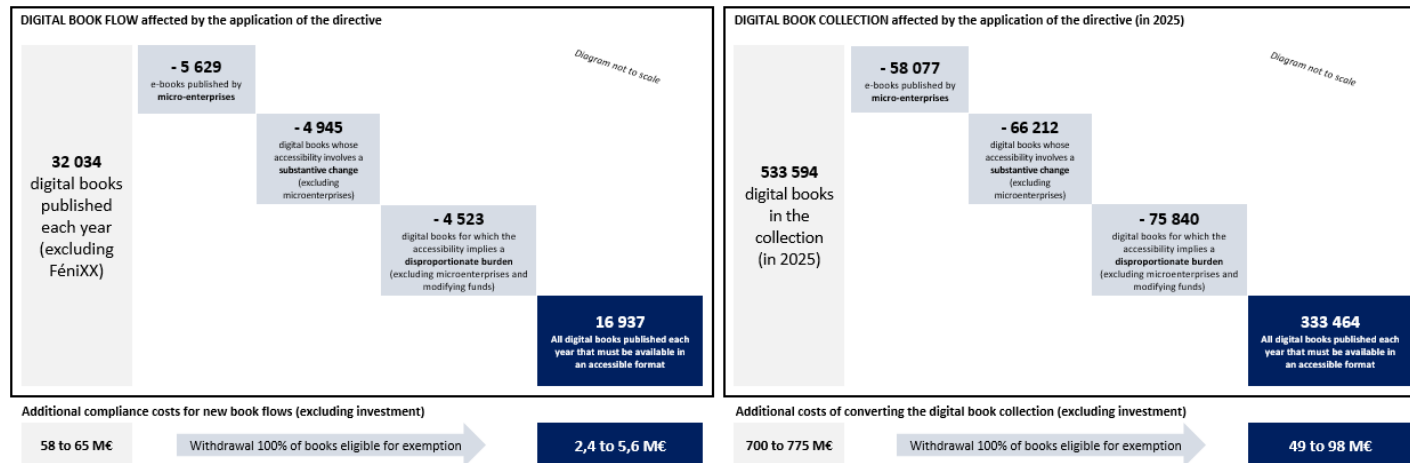 DIGITAL BOOK FLOW affected by the application of the directive
Diagram not to scale
- 5 629
e-books published by
micro-enterprises
- 4 945
digital books whose
accessibility involves a
substantive change
(excluding
microenterprises)
32 034
digital books
published
each year
(excluding
FéniXX)
- 4 523
digital books for which the
accessibility implies a
disproportionate burden
(excluding microenterprises and
modifying funds)
16 937
All digital books published each
year that must be available in
an accessible format
Additional compliance costs for new book flows (excluding investment)
58 to 65 M€
Withdrawal 100% of books eligible for exemption
2,4 to 5,6 M€
DIGITAL BOOK COLLECTION affected by the application of the directive (in 2025)
Diagram not to scale
- 58 077
e-books published by
micro-enterprises
- 66 212
digital books whose
accessibility involves a
substantive change
(excluding
microenterprises)
533 594
digital books
in the
collection
(in 2025)
- 75 840
digital books for which the
accessibility implies a
disproportionate burden
(excluding microenterprises and
modifying funds)
333 464
All digital books published each
year that must be available in
an accessible format
Additional costs of converting the digital book collection (excluding investment)
700 to 775 M€
Withdrawal 100% of books eligible for exemption
49 to 98 M€